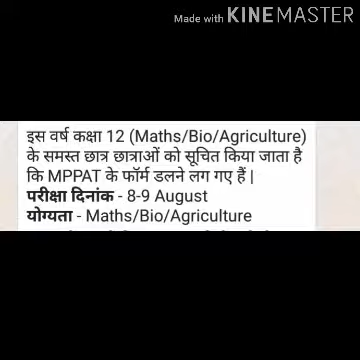 Made with KINEMASTER
इस वर्ष कक्षा 12 (Maths/Bio/Agriculture)
के समस्त छात्र छात्राओं को सूचित किया जाता है
कि MPPAT के फॉर्म डलने लग गए हैं |
परीक्षा दिनांक - 8-9 August
योग्यता - Maths/Bio/Agriculture